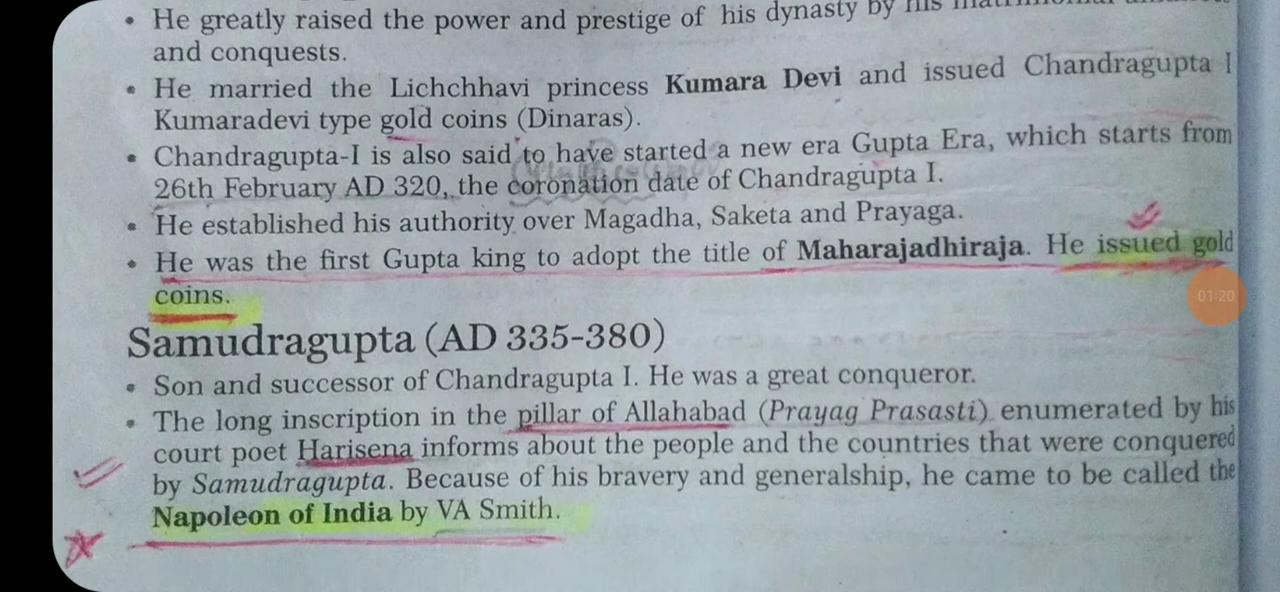 • He greatly raised the power and prestige of his dynasty by his
and conquests.
• He married the Lichchhavi princess Kumara Devi and issued Chandragupta I
Kumaradevi type gold coins (Dinaras).
• Chandragupta-I is also said to have started a new era Gupta Era, which starts from
26th February AD 320, the coronation date of Chandragupta I.
• He established his authority over Magadha, Saketa and Prayaga.
• He was the first Gupta king to adopt the title of Maharajadhiraja. He issued gold
coins.
01:20
Samudragupta (AD 335-380)
• Son and successor of Chandragupta I. He was a great conqueror.
• The long inscription in the pillar of Allahabad (Prayag Prasasti) enumerated by his
court poet Harisena informs about the people and the countries that were conquered
by Samudragupta. Because of his bravery and generalship, he came to be called the
Napoleon of India by VA Smith.